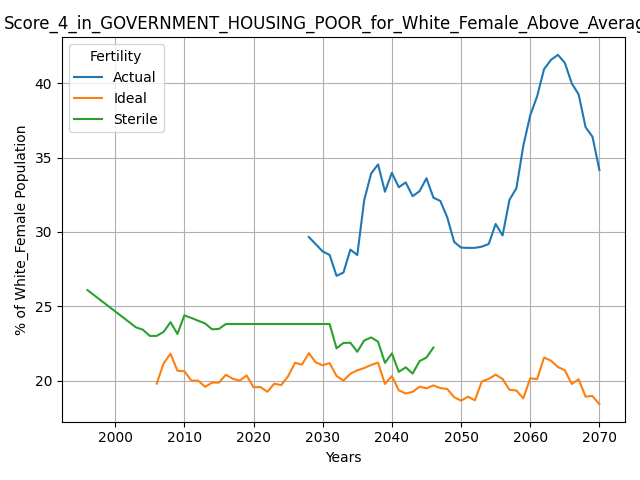 Score_4_in_GOVERNMENT_HOUSING_POOR_for_White_Female_Above_Averag
Fertility
Actual
Ideal
Sterile
% of White_Female Population
40
35
30
25
20
2000 2010 2020 2030 2040 2050 2060 2070
Years